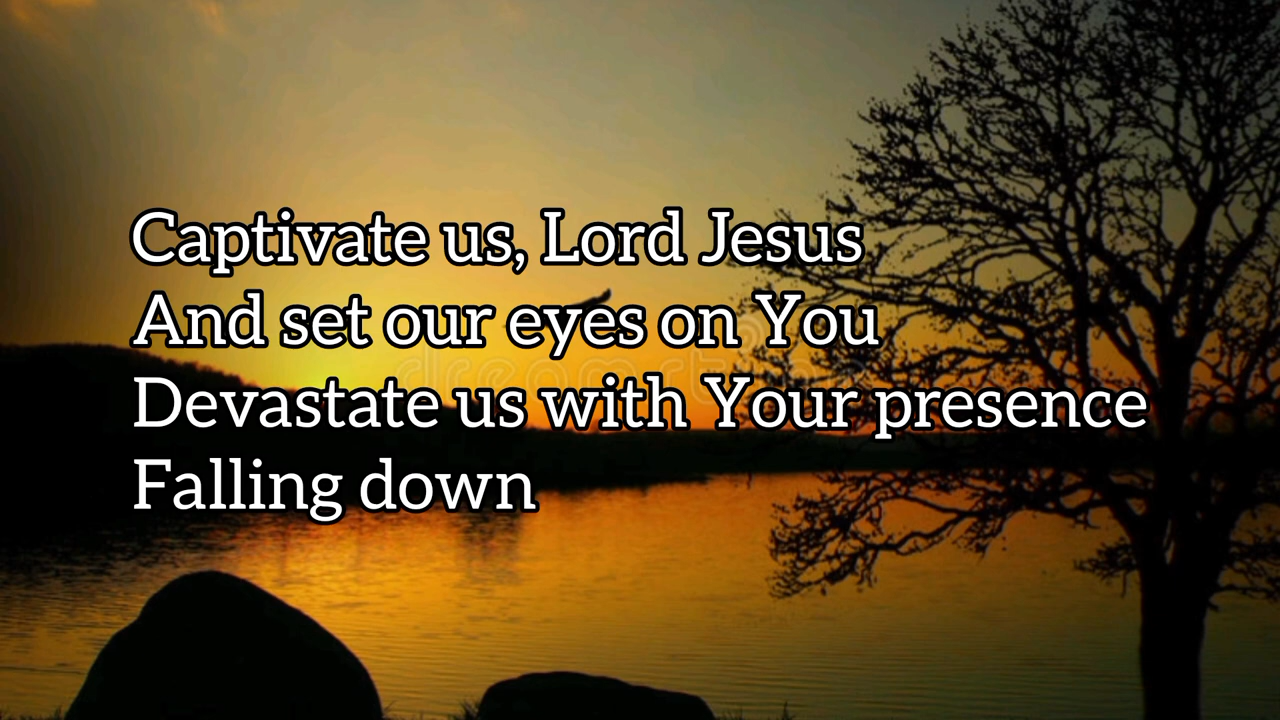 Captivate us, Lord Jesus
And set our eyes on You
Devastate us with Your presence
Falling down